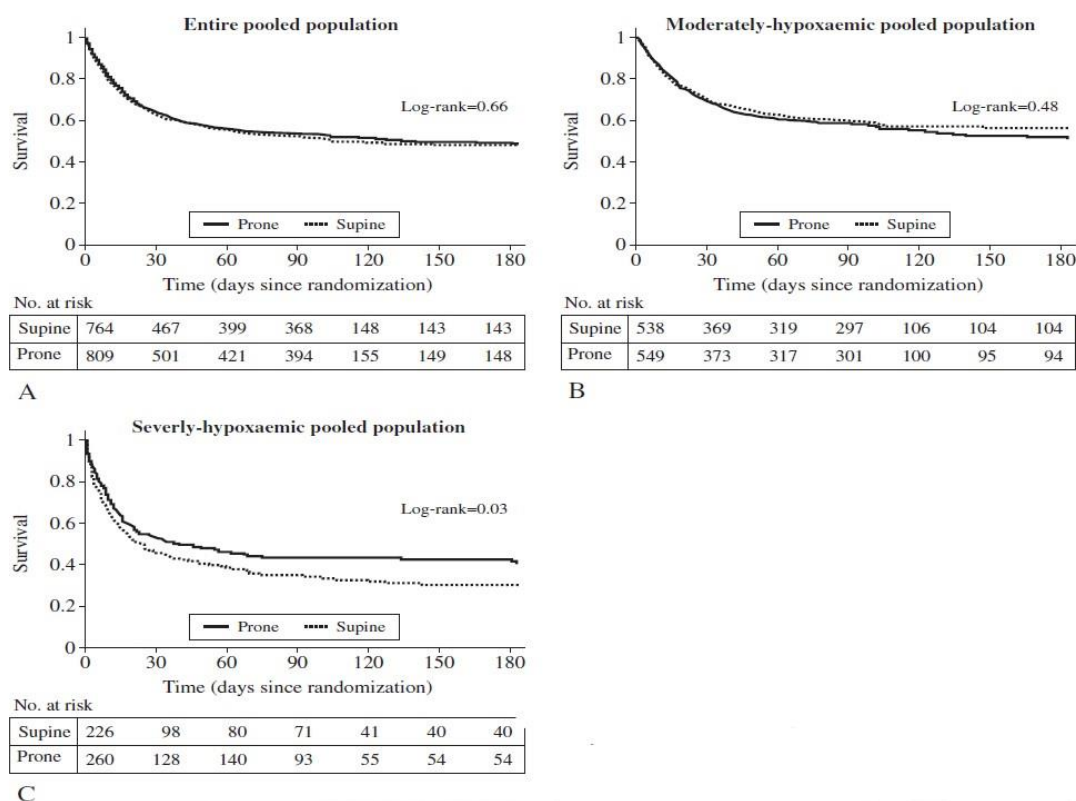 Entire pooled population
1
0.8
0.6
0.4
0.2
0
Survival
Log-rank=0.66
Prone Supine
0 30 60 90 120 150 180
Time (days since randomization)
No. at risk
Supine 764 467 399 368 148 143 143
Prone 809 501 421 394 155 149 148
A
Moderately-hypoxaemic pooled population
1
0.8
0.6
0.4
0.2
0
Survival
Log-rank=0.48
Prone Supine
0 30 60 90 120 150 180
Time (days since randomization)
No. at risk
Supine 538 369 319 297 106 104 104
Prone 549 373 317 301 100 95 94
B
Severly-hypoxaemic pooled population
1
0.8
0.6
0.4
0.2
0
Survival
Log-rank=0.03
Prone Supine
0 30 60 90 120 150 180
Time (days since randomization)
No. at risk
Supine 226 98 80 71 41 40 40
Prone 260 128 140 93 55 54 54
C